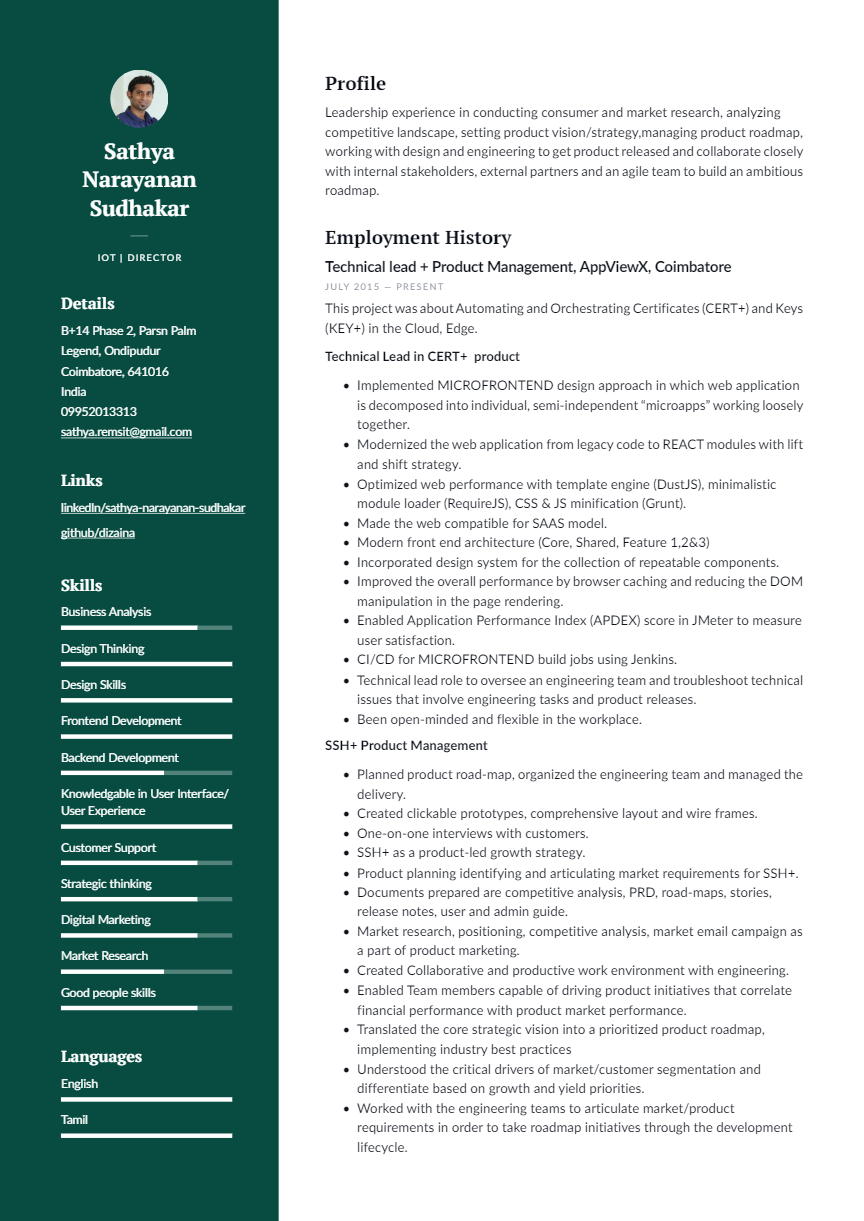 Sathya
Narayanan
Sudhakar
IOT | DIRECTOR
Details
B+14 Phase 2, Parsn Palm
Legend, Ondipudur
Coimbatore, 641016
India
09952013313
sathya.remsit@gmail.com
Links
linkedIn/sathya-narayanan-sudhakar
github/dizaina
Skills
Business Analysis
Design Thinking
Design Skills
Frontend Development
Backend Development
Knowledgable in User Interface/
User Experience
Customer Support
Strategic thinking
Digital Marketing
Market Research
Good people skills
Languages
English
Tamil
Profile
Leadership experience in conducting consumer and market research, analyzing
competitive landscape, setting product vision/strategy,managing product roadmap,
working with design and engineering to get product released and collaborate closely
with internal stakeholders, external partners and an agile team to build an ambitious
roadmap.
Employment History
Technical lead + Product Management, AppViewX, Coimbatore
JULY 2015 — PRESENT
This project was about Automating and Orchestrating Certificates (CERT+) and Keys
(KEY+) in the Cloud, Edge.
Technical Lead in CERT+ product
• Implemented MICROFRONTEND design approach in which web application
is decomposed into individual, semi-independent “microapps” working loosely
together.
• Modernized the web application from legacy code to REACT modules with lift
and shift strategy.
• Optimized web performance with template engine (DustJS), minimalistic
module loader (RequireJS), CSS & JS minification (Grunt).
• Made the web compatible for SAAS model.
• Modern front end architecture (Core, Shared, Feature 1,2&3)
• Incorporated design system for the collection of repeatable components.
• Improved the overall performance by browser caching and reducing the DOM
manipulation in the page rendering.
• Enabled Application Performance Index (APDEX) score in JMeter to measure
user satisfaction.
• CI/CD for MICROFRONTEND build jobs using Jenkins.
• Technical lead role to oversee an engineering team and troubleshoot technical
issues that involve engineering tasks and product releases.
• Been open-minded and flexible in the workplace.
SSH+ Product Management
• Planned product road-map, organized the engineering team and managed the
delivery.
• Created clickable prototypes, comprehensive layout and wire frames.
• One-on-one interviews with customers.
• SSH+ as a product-led growth strategy.
• Product planning identifying and articulating market requirements for SSH+.
• Documents prepared are competitive analysis, PRD, road-maps, stories,
release notes, user and admin guide.
• Market research, positioning, competitive analysis, market email campaign as
a part of product marketing.
• Created Collaborative and productive work environment with engineering.
• Enabled Team members capable of driving product initiatives that correlate
financial performance with product market performance.
• Translated the core strategic vision into a prioritized product roadmap,
implementing industry best practices
• Understood the critical drivers of market/customer segmentation and
differentiate based on growth and yield priorities.
• Worked with the engineering teams to articulate market/product
requirements in order to take roadmap initiatives through the development
lifecycle.